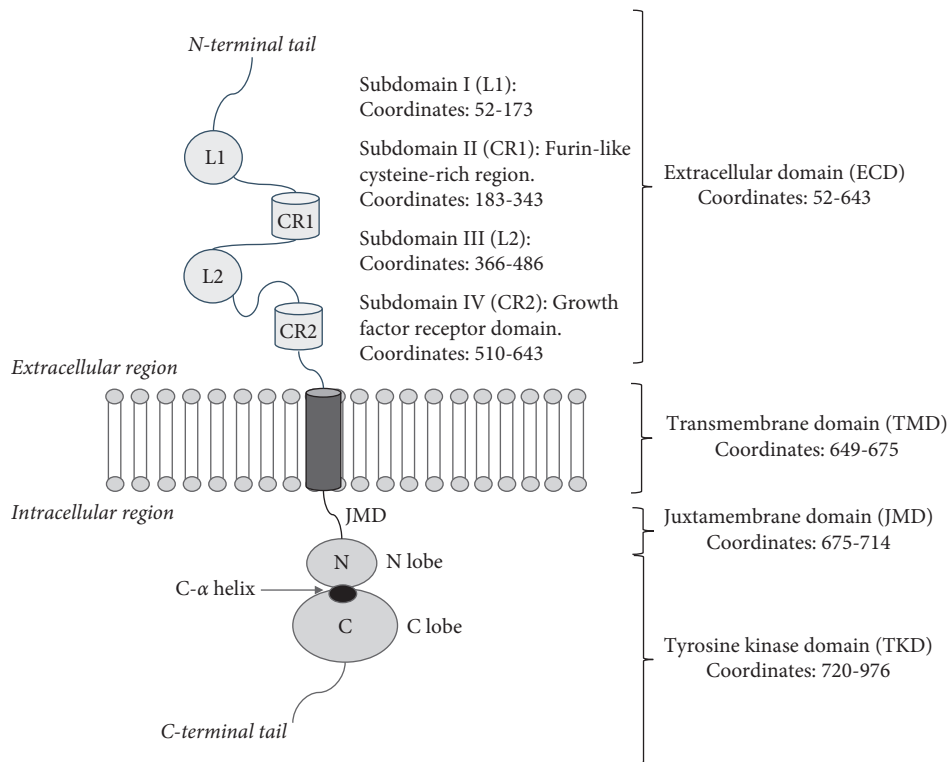 N-terminal tail
L1
CR1
L2
CR2
Subdomain I (L1):
Coordinates: 52-173
Subdomain II (CR1): Furin-like
cysteine-rich region.
Coordinates: 183-343
Subdomain III (L2):
Coordinates: 366-486
Subdomain IV (CR2): Growth
factor receptor domain.
Coordinates: 510-643
Extracellular domain (ECD)
Coordinates: 52-643
Extracellular region
Transmembrane domain (TMD)
Coordinates: 649-675
Intracellular region
JMD
Juxtamembrane domain (JMD)
Coordinates: 675-714
N
N lobe
C-α helix
C
C lobe
Tyrosine kinase domain (TKD)
Coordinates: 720-976
C-terminal tail